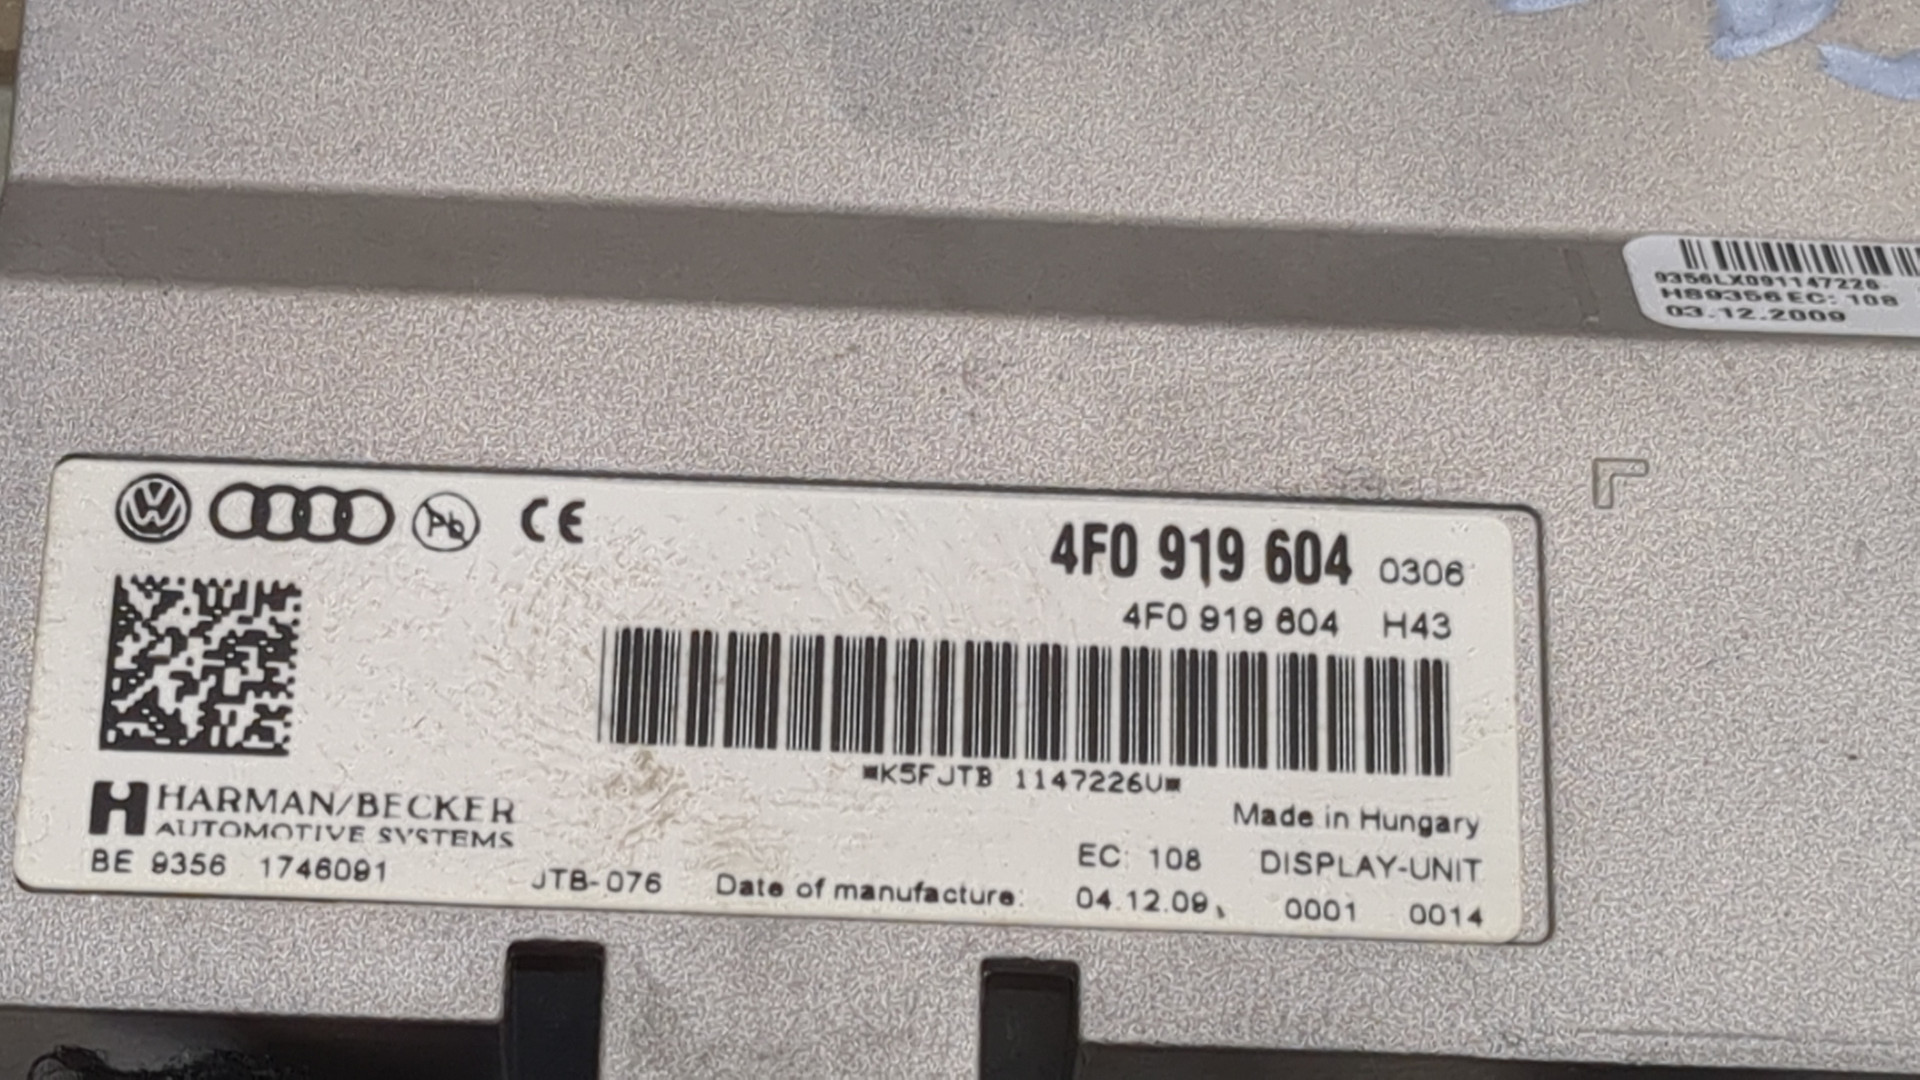 9356LX091147226
HS9356 EC: 108
03.12.2009
CE
4F0 919 604 0306
4F0 919 604 H43
*K5FJTB 1147226U*
Made in Hungary
HARMAN/BECKER
AUTOMOTIVE SYSTEMS
EC: 108 DISPLAY-UNIT
BE 9356 1746091 JTB-076 Date of manufacture: 04.12.09 0001 0014